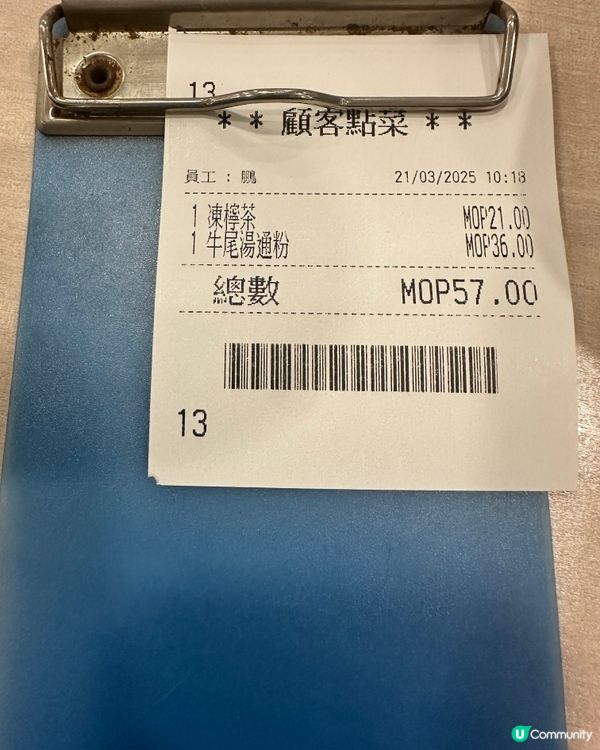 13
* * 顧客點菜 * *
員工 : 鵬 21/03/2025 10:18
1 凍檸茶 MOP21.00
1 牛尾湯通粉 MOP36.00
總數 MOP57.00
13
U Community